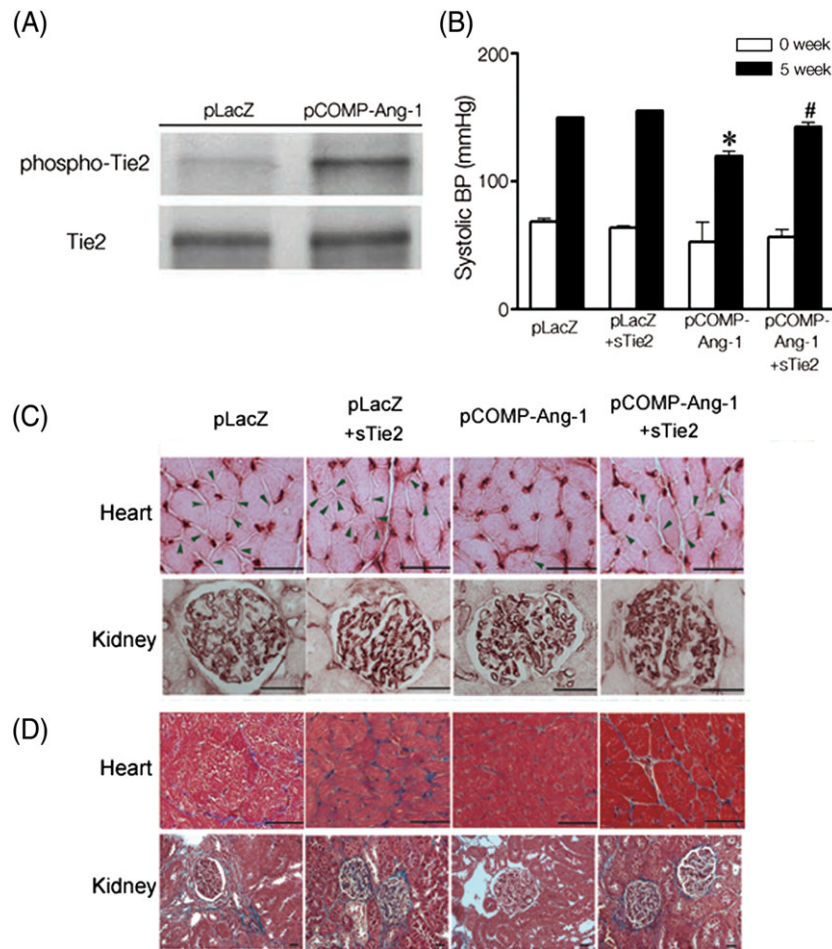 (A)
pLacZ pCOMP-Ang-1
phospho-Tie2
Tie2
(B)
0 week
5 week
200
100
0
Systolic BP (mmHg)
*
#
pLacZ
pLacZ
+sTie2
pCOMP-
Ang-1
pCOMP-
Ang-1
+sTie2
(C)
pLacZ
pLacZ
+sTie2
pCOMP-Ang-1
pCOMP-Ang-1
+sTie2
Heart
Kidney
(D)
Heart
Kidney